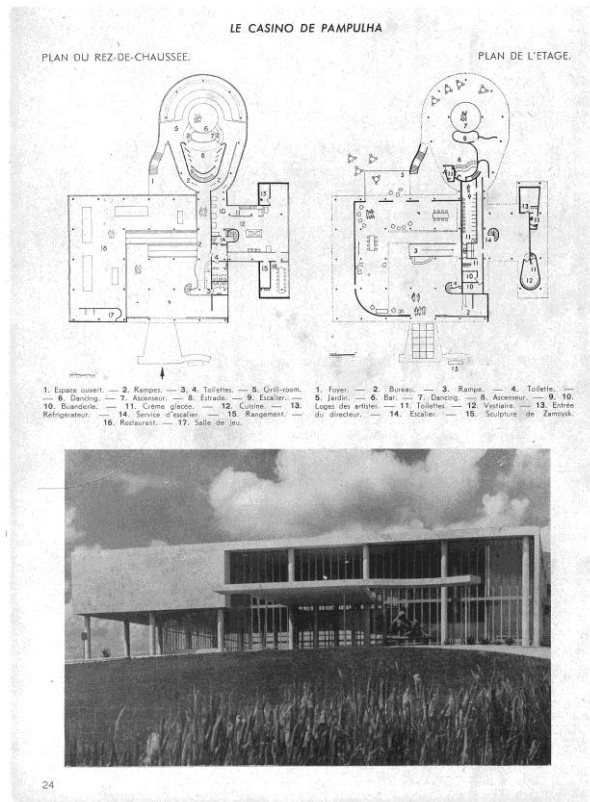 LE CASINO DE PAMPULHA
PLAN DU REZ-DE-CHAUSSEE.
PLAN DE L'ETAGE.
1. Espace ouvert. — 2. Rampes. — 3. 4. Toilettes. — 5. Grill-room.
— 6. Dancing. — 7. Ascenseur. — 8. Estrade. — 9. Escalier. —
10. Buanderie. — 11. Crème glacée. — 12. Cuisine. — 13.
Réfrigérateur. — 14. Service d'escalier. — 15. Rangement. —
16. Restaurant. — 17. Salle de jeu.
1. Foyer. — 2. Bureau. — 3. Rampe. — 4. Toilette. —
5. Jardin. — 6. Bar. — 7. Dancing. — 8. Ascenseur. — 9. 10.
Loges des artistes. — 11. Toilettes. — 12. Vestiaire. — 13. Entrée
du directeur. — 14. Escalier. — 15. Sculpture de Zamoysk.
24